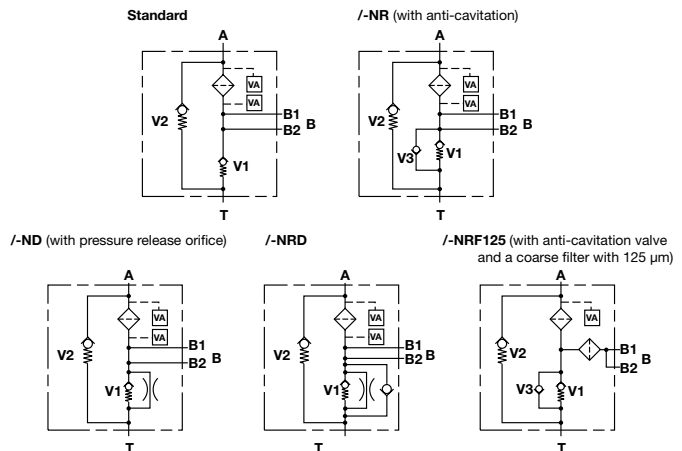 Standard
/-NR (with anti-cavitation)
A
A
VA
VA
VA
VA
V2
V2
B1
B1
B2 B
B2 B
V1
V3
V1
T
T
/-ND (with pressure release orifice)
/-NRD
/-NRF125 (with anti-cavitation valve
and a coarse filter with 125 µm)
A
A
A
VA
VA
VA
VA
VA
V2
V2
V2
B1
B1
B1
B2 B
B2 B
B2 B
V1
V1
V3
V1
T
T
T